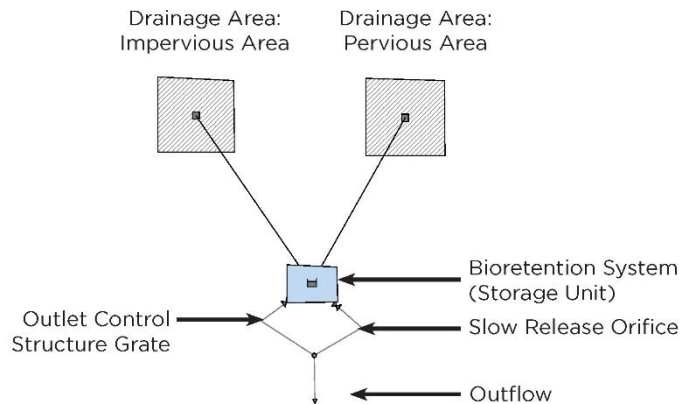 Drainage Area:
Impervious Area
Drainage Area:
Pervious Area
Bioretention System
(Storage Unit)
Outlet Control
Structure Grate
Slow Release Orifice
Outflow